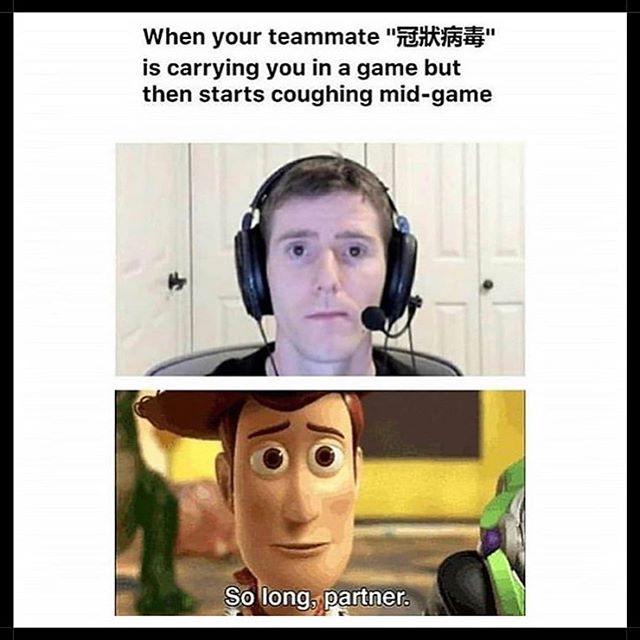 When your teammate "冠狀病毒"
is carrying you in a game but
then starts coughing mid-game
So long, partner.